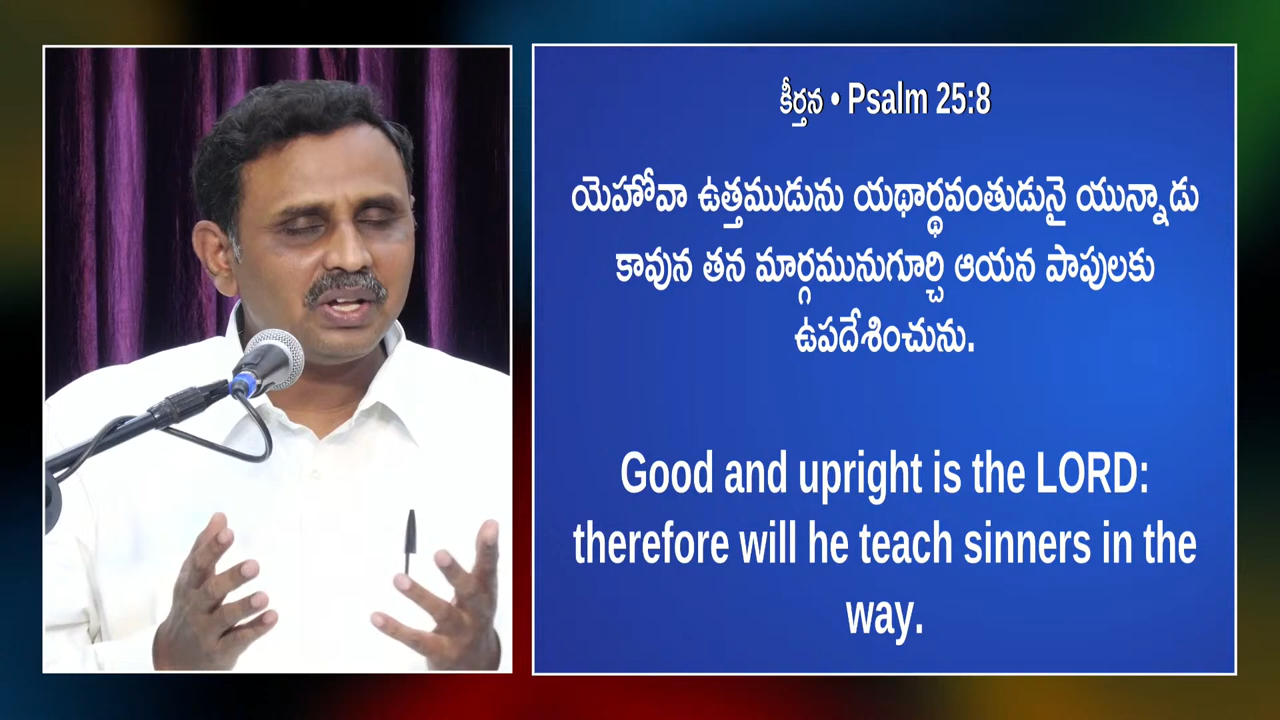 కీర్తన • Psalm 25:8
యెహోవా ఉత్తముడును యథార్థవంతుడునై యున్నాడు
కావున తన మార్గమునుగూర్చి ఆయన పాపులకు
ఉపదేశించును.
Good and upright is the LORD:
therefore will he teach sinners in the
way.